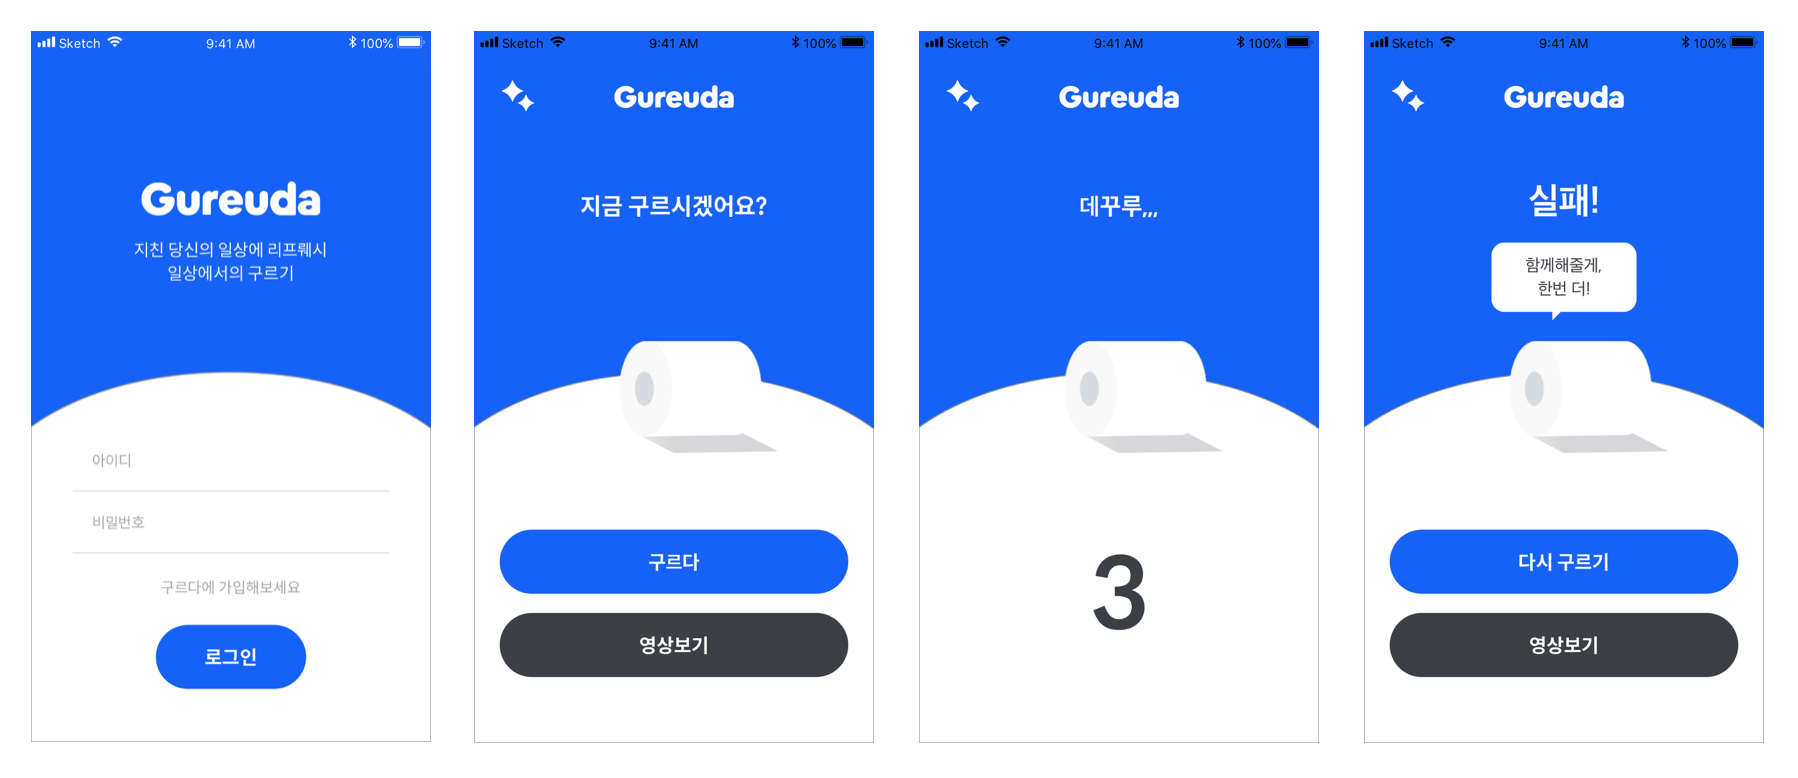 Sketch 9:41 AM 100%
Gureuda
지친 당신의 일상에 리프뤠시
일상에서의 구르기
아이디
비밀번호
구르다에 가입해보세요
로그인
Sketch 9:41 AM 100%
Gureuda
지금 구르시겠어요?
구르다
영상보기
Sketch 9:41 AM 100%
Gureuda
데꾸루,,,
3
Sketch 9:41 AM 100%
Gureuda
실패!
함께해줄게,
한번 더!
다시 구르기
영상보기